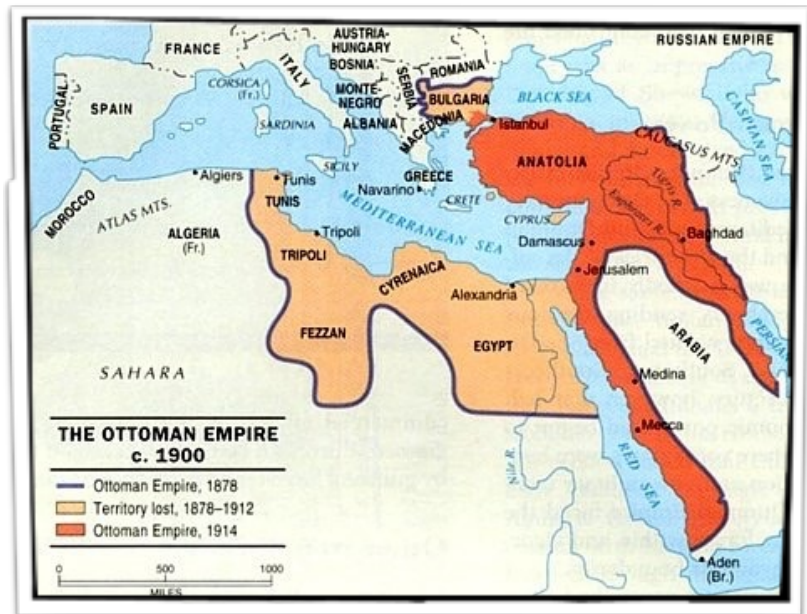 FRANCE
AUSTRIA-
HUNGARY
BOSNIA
RUSSIAN EMPIRE
ITALY
MONTE-
NEGRO
SERBIA
ROMANIA
BULGARIA
BLACK SEA
CASPIAN SEA
CORSICA
(Fr.)
PORTUGAL
SPAIN
SARDINIA
ALBANIA
MACEDONIA
Istanbul
CAUCASUS MTS.
ANATOLIA
SICILY
GREECE
Navarino
CRETE
CYPRUS
Tigris R.
Euphrates R.
Baghdad
Algiers
Tunis
TUNIS
MEDITERRANEAN SEA
Damascus
Jerusalem
MOROCCO
ATLAS MTS.
ALGERIA
(Fr.)
Tripoli
TRIPOLI
CYRENAICA
Alexandria
FEZZAN
EGYPT
ARABIA
PERSIAN
SAHARA
Medina
Mecca
Nile R.
RED SEA
Aden
(Br.)
THE OTTOMAN EMPIRE
c. 1900
Ottoman Empire, 1878
Territory lost, 1878–1912
Ottoman Empire, 1914
0 500 1000
MILES